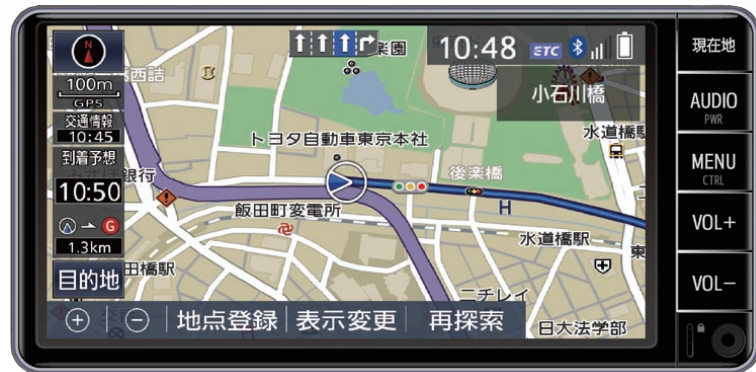 N
100m
GPS
交通情報
10:45
到着予想
10:50
G
1.3km
目的地
西詰
楽園
10:48 ETC
小石川橋
水道橋駅
トヨタ自動車東京本社
銀行
後楽橋
飯田町変電所
H
水道橋駅
東
田橋駅
ニチレイ
日大法学部
地点登録
表示変更
再探索
現在地
AUDIO
PWR
MENU
CTRL
VOL+
VOL−